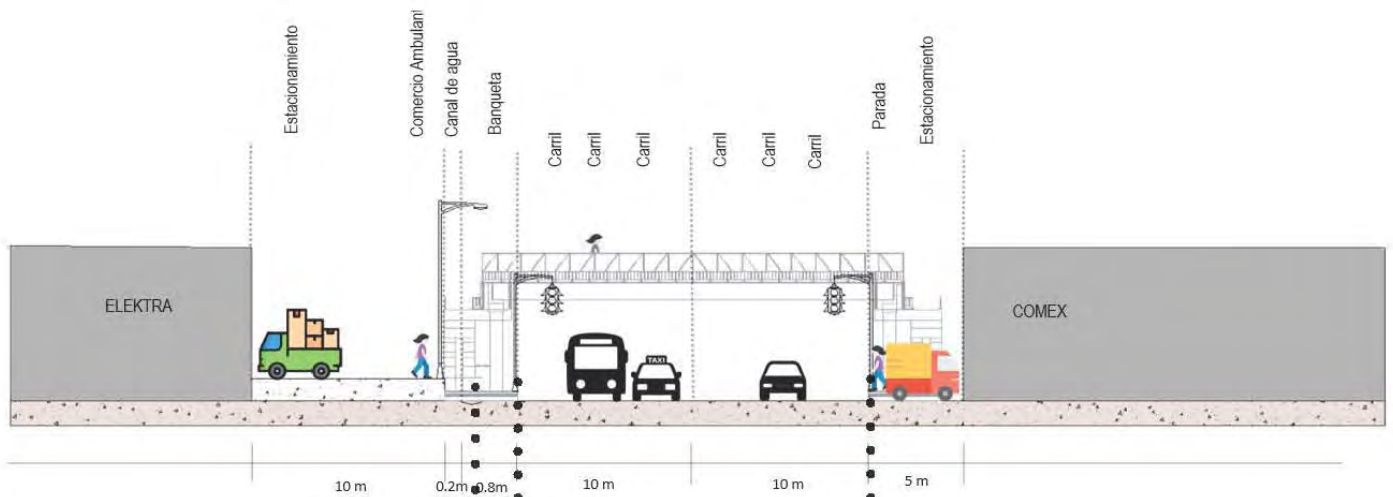 Estacionamiento
Comercio Ambulant
Canal de agua
Banqueta
Carril
Carril
Carril
Carril
Carril
Carril
Parada
Estacionamiento
ELEKTRA
TAXI
COMEX
10 m
0.2m
0.8m
10 m
10 m
5 m